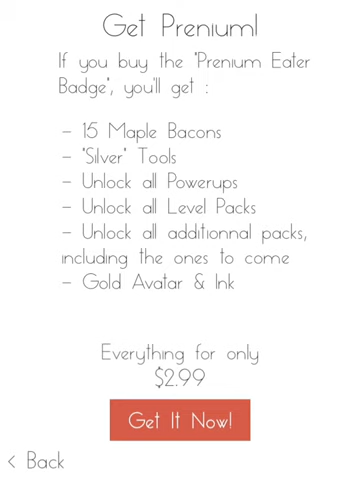 Get Prenium!
If you buy the "Prenium Eater
Badge", you'll get :
- 15 Maple Bacons
- "Silver" Tools
- Unlock all Powerups
- Unlock all Level Packs
- Unlock all additionnal packs,
including the ones to come
- Gold Avatar & Ink
Everything for only
$2.99
Get It Now!
< Back